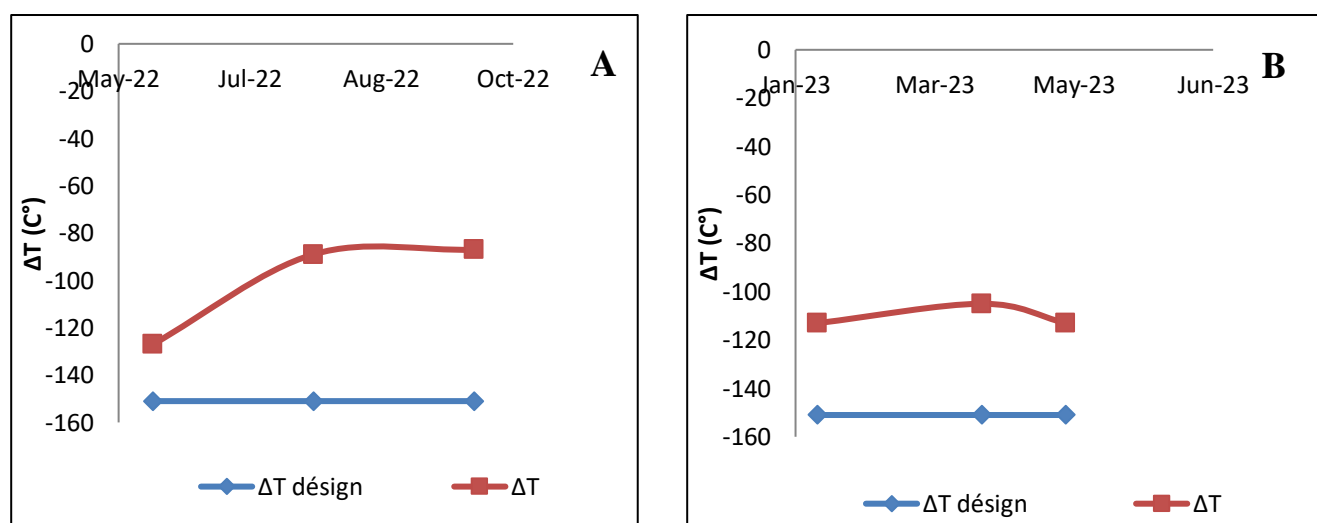 A
0
May-22 Jul-22 Aug-22 Oct-22
-20
-40
-60
-80
-100
-120
-140
-160
ΔT (C°)
ΔT désign ΔT
B
0
Jan-23 Mar-23 May-23 Jun-23
-20
-40
-60
-80
-100
-120
-140
-160
ΔT (C°)
ΔT désign ΔT